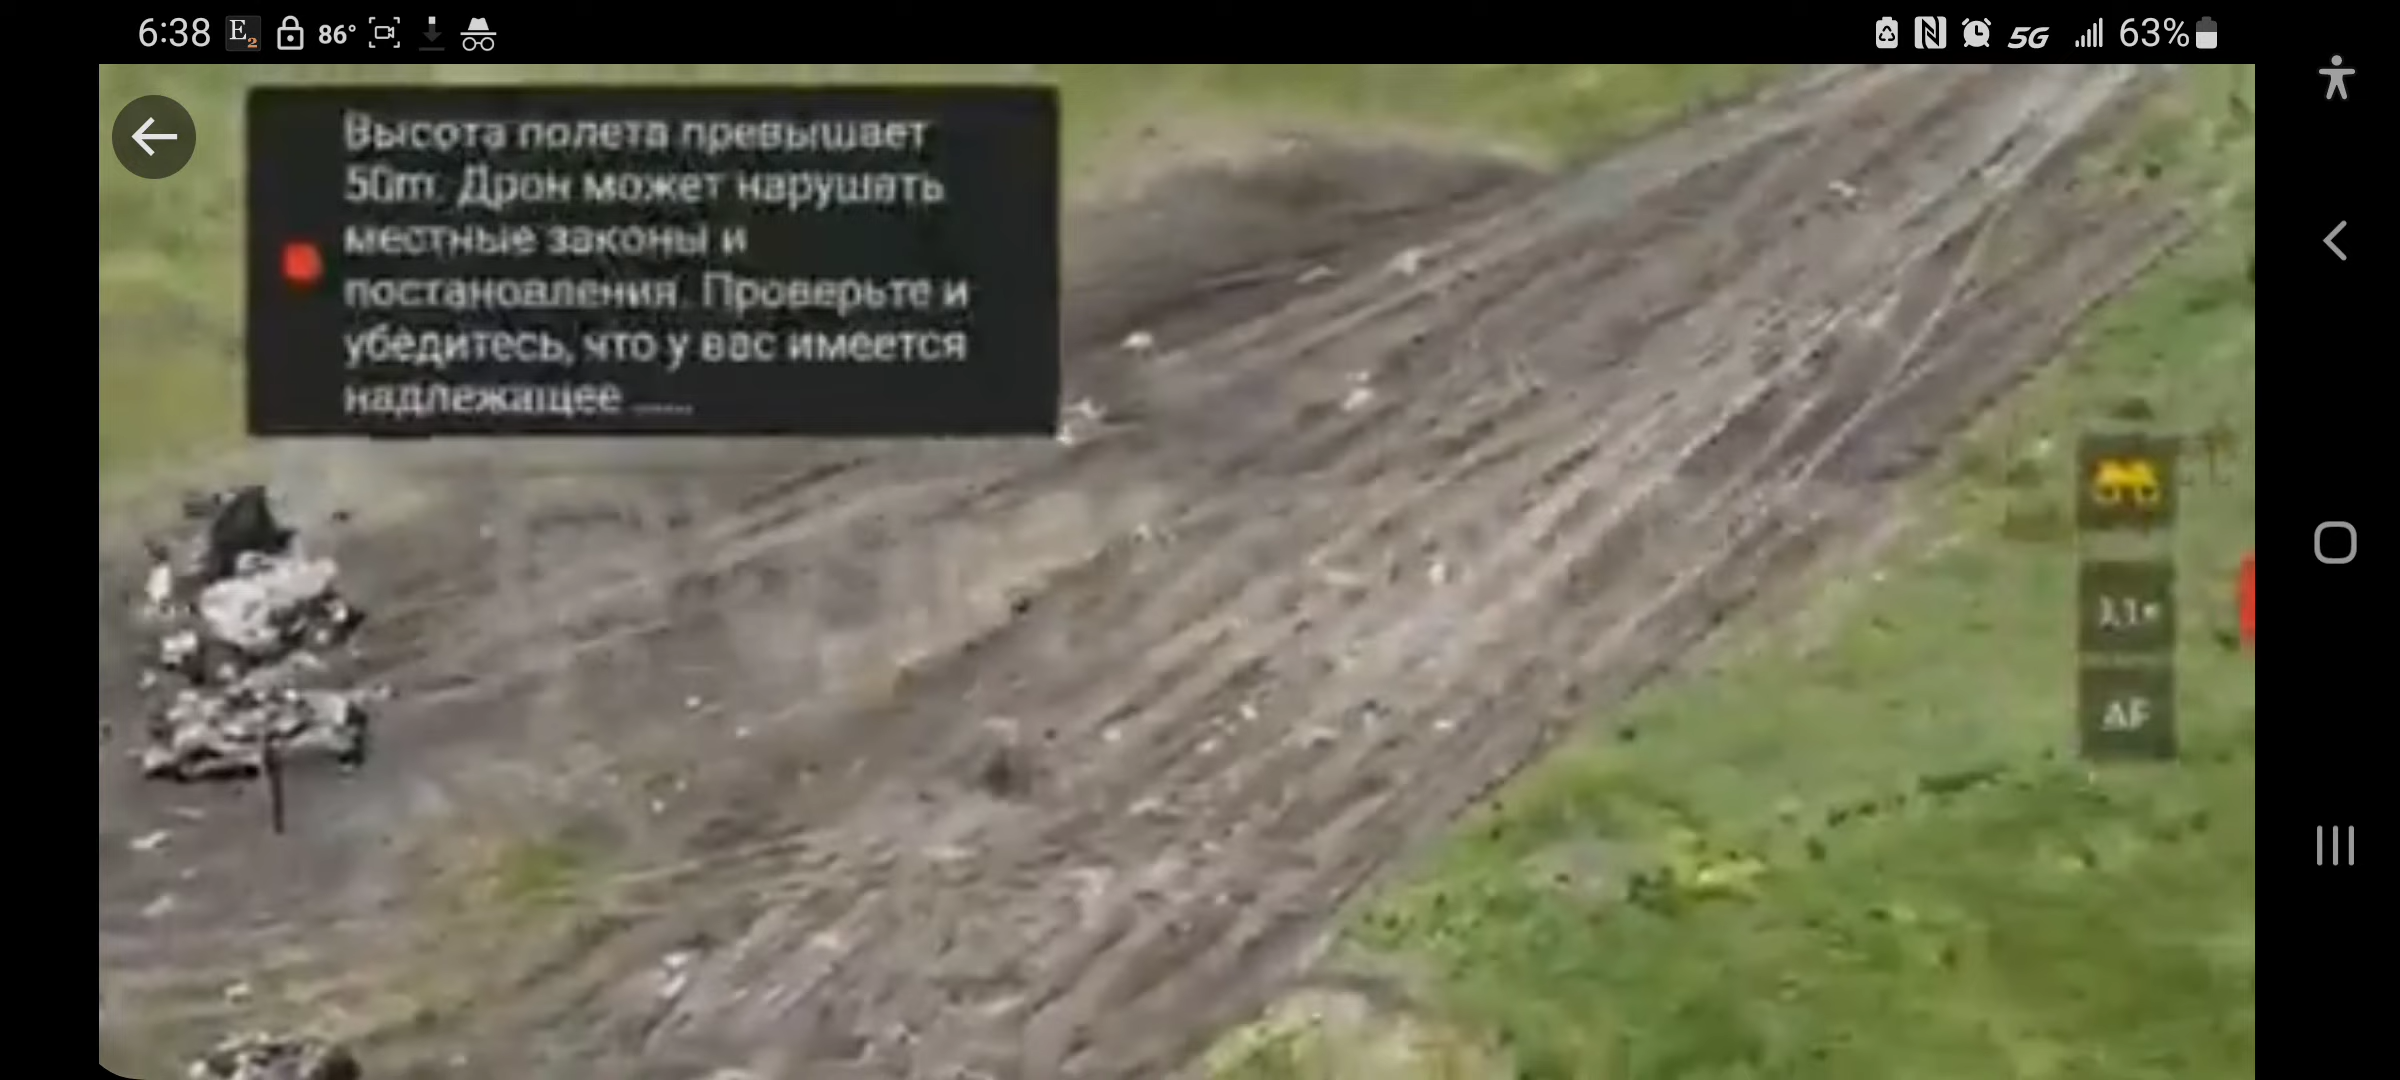 6:38 E2 86° 5G 63%
Высота полета превышает
50m. Дрон может нарушать
местные законы и
постановления. Проверьте и
убедитесь, что у вас имеется
надлежащее ......
AF